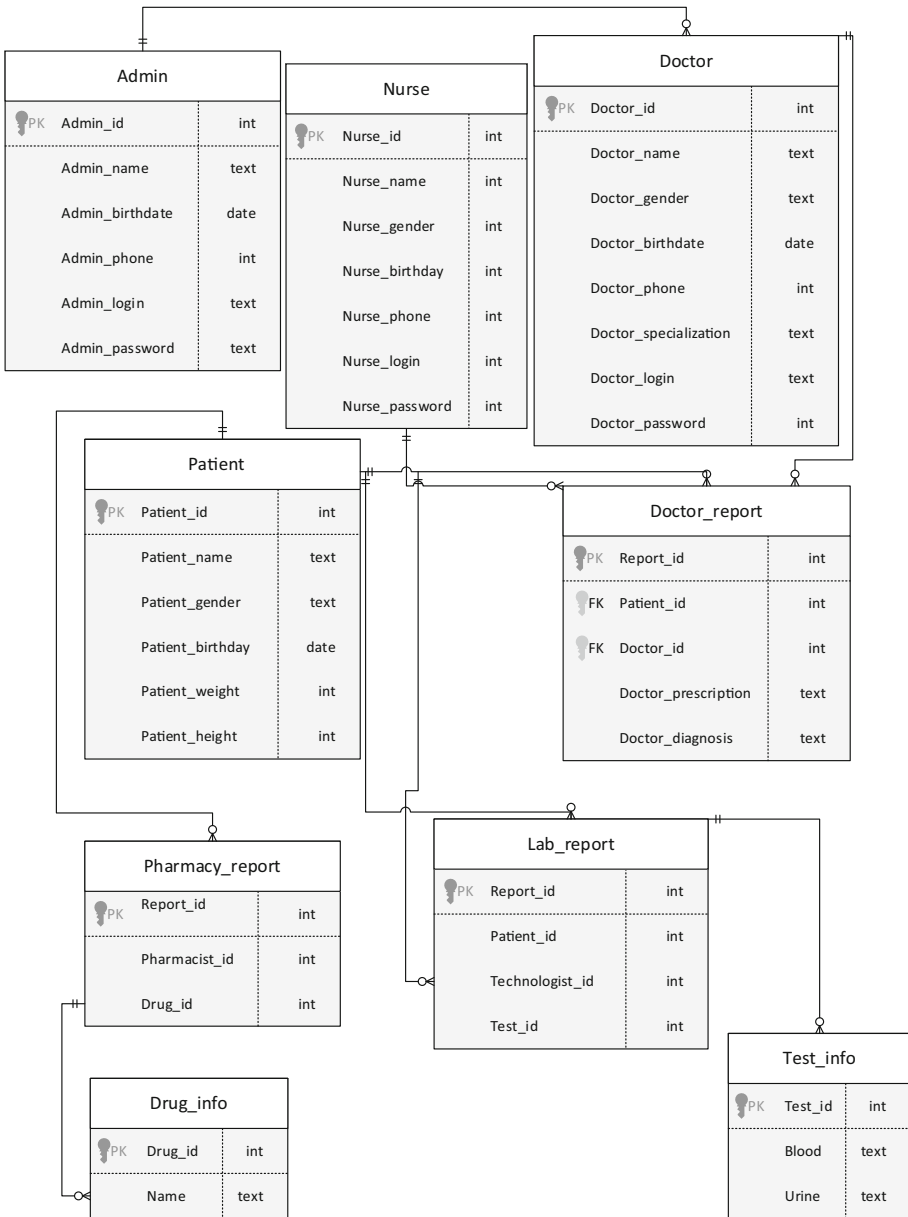 Admin
PK Admin_id int
Admin_name text
Admin_birthdate date
Admin_phone int
Admin_login text
Admin_password text
Nurse
PK Nurse_id int
Nurse_name int
Nurse_gender int
Nurse_birthday int
Nurse_phone int
Nurse_login int
Nurse_password int
Doctor
PK Doctor_id int
Doctor_name text
Doctor_gender text
Doctor_birthdate date
Doctor_phone int
Doctor_specialization text
Doctor_login text
Doctor_password int
Patient
PK Patient_id int
Patient_name text
Patient_gender text
Patient_birthday date
Patient_weight int
Patient_height int
Doctor_report
PK Report_id int
FK Patient_id int
FK Doctor_id int
Doctor_prescription text
Doctor_diagnosis text
Pharmacy_report
PK Report_id int
Pharmacist_id int
Drug_id int
Lab_report
PK Report_id int
Patient_id int
Technologist_id int
Test_id int
Drug_info
PK Drug_id int
Name text
Test_info
PK Test_id int
Blood text
Urine text